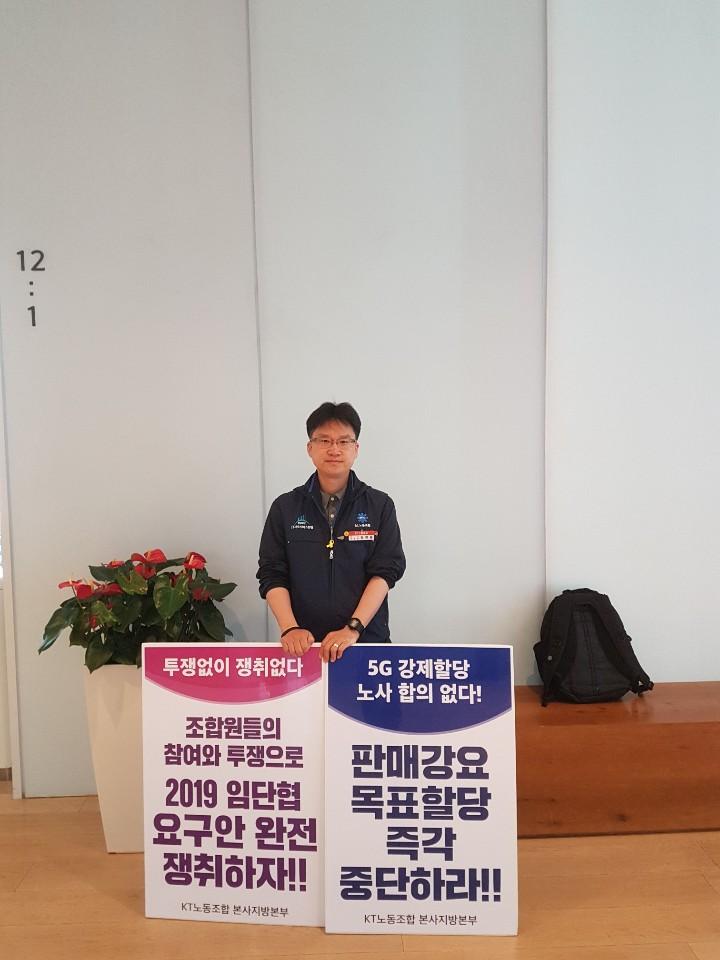 12
:
1
투쟁없이 쟁취없다
조합원들의
참여와 투쟁으로
2019 임단협
요구안 완전
쟁취하자!!
KT노동조합 본사지방본부
5G 강제할당
노사 합의 없다!
판매강요
목표할당
즉각
중단하라!!
KT노동조합 본사지방본부